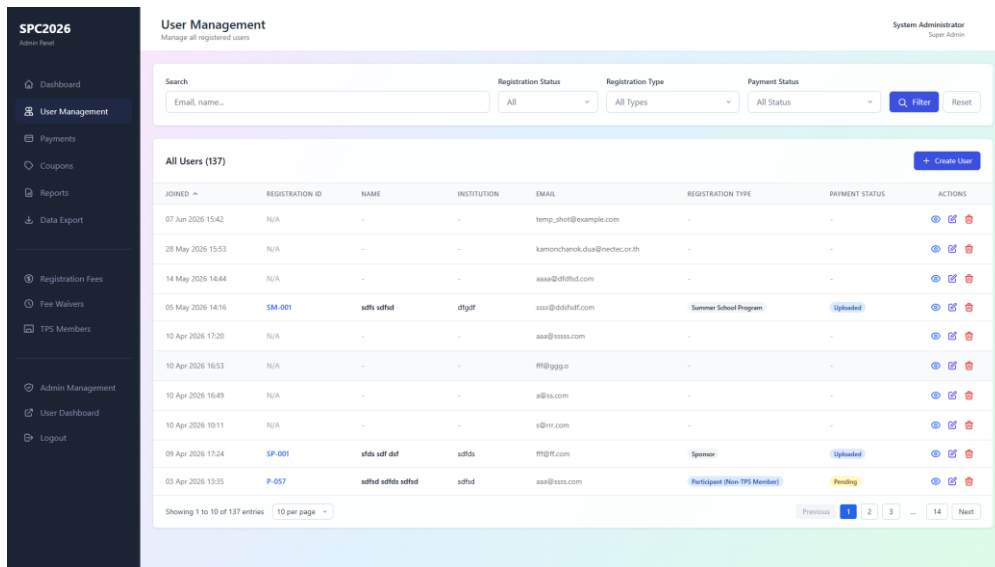 SPC2026
Admin Panel
Dashboard
User Management
Payments
Coupons
Reports
Data Export
Registration Fees
Fee Waivers
TPS Members
Admin Management
User Dashboard
Logout
User Management
Manage all registered users
System Administrator
Super Admin
Search
Registration Status
Registration Type
Payment Status
Email, name...
All
All Types
All Status
Filter
Reset
All Users (137)
+ Create User
JOINED REGISTRATION ID NAME INSTITUTION EMAIL REGISTRATION TYPE PAYMENT STATUS ACTIONS
07 Jun 2026 15:42 N/A - - temp_shot@example.com - -
28 May 2026 15:53 N/A - - kamonchanok.dua@nectec.or.th - -
14 May 2026 14:44 N/A - - aaaa@dfdfsd.com - -
05 May 2026 14:16 SM-001 sdfs sdfsd dfgdf ssss@ddsfsdf.com Summer School Program Uploaded
10 Apr 2026 17:20 N/A - - aaa@sssss.com - -
10 Apr 2026 16:53 N/A - - fff@ggg.o - -
10 Apr 2026 16:49 N/A - - a@ss.com - -
10 Apr 2026 10:11 N/A - - s@rrr.com - -
09 Apr 2026 17:24 SP-001 sfds sdf dsf sdfds fff@ff.com Sponsor Uploaded
03 Apr 2026 13:35 P-057 sdfsd sdfds sdfsd sdfsd aaa@ssss.com Participant (Non-TPS Member) Pending
Showing 1 to 10 of 137 entries 10 per page Previous 1 2 3 ... 14 Next